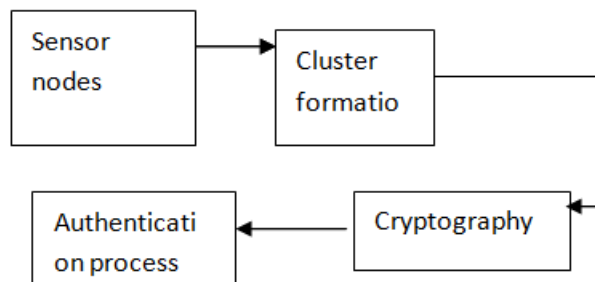 Sensor
nodes
Cluster
formatio
Authenticati
on process
Cryptography